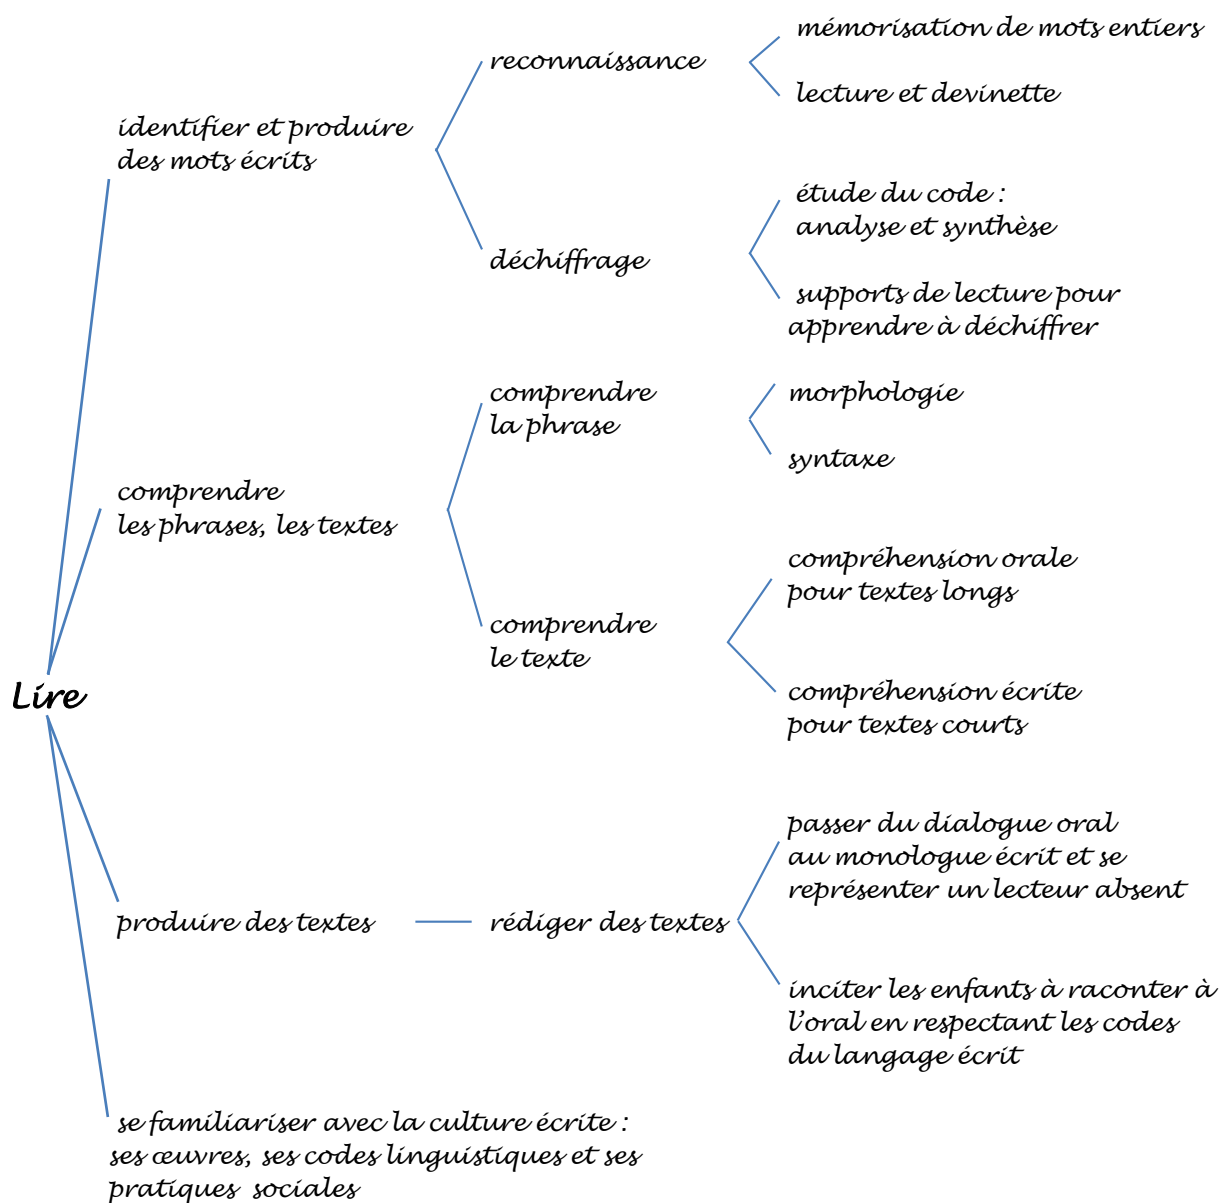 mémorisation de mots entiers
reconnaissance
lecture et devinette
identifier et produire
des mots écrits
étude du code :
analyse et synthèse
déchiffrage
supports de lecture pour
apprendre à déchiffrer
comprendre
la phrase
morphologie
syntaxe
comprendre
les phrases, les textes
compréhension orale
pour textes longs
comprendre
le texte
compréhension écrite
pour textes courts
Lire
passer du dialogue oral
au monologue écrit et se
représenter un lecteur absent
produire des textes
rédiger des textes
inciter les enfants à raconter à
l'oral en respectant les codes
du langage écrit
se familiariser avec la culture écrite :
ses œuvres, ses codes linguistiques et ses
pratiques sociales